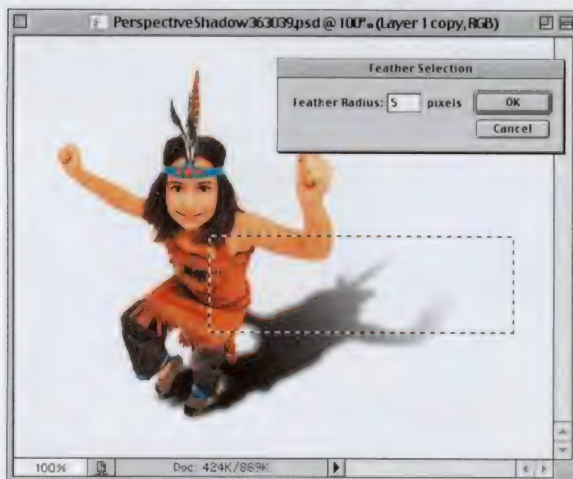 PerspectiveShadow363039.psd @ 100% (Layer 1 copy, RGB)
Feather Selection
Feather Radius: 5 pixels
OK
Cancel
100%
Doc: 424K/889K